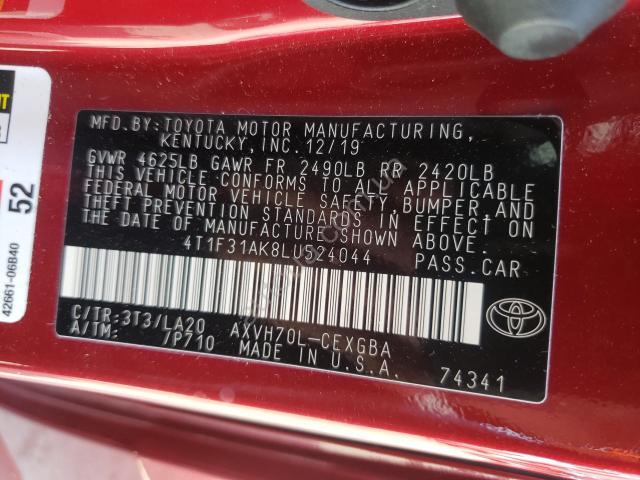 MFD.BY:TOYOTA MOTOR MANUFACTURING,
KENTUCKY, INC.12/19
GVWR 4625LB GAWR FR 2490LB RR 2420LB
THIS VEHICLE CONFORMS TO ALL APPLICABLE
FEDERAL MOTOR VEHICLE SAFETY, BUMPER, AND
THEFT PREVENTION STANDARDS IN EFFECT ON
THE DATE OF MANUFACTURE SHOWN ABOVE.
4T1F31AK8LU524044 PASS.CAR
C/TR:3T3/LA20 AXVH70L-CEXGBA
A/TM: /P710 MADE IN U.S.A.
74341
52
42661-06B40